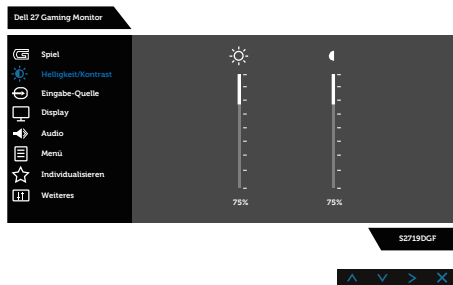 Dell 27 Gaming Monitor
Spiel
Helligkeit/Kontrast
Eingabe-Quelle
Display
Audio
Menü
Individualisieren
Weiteres
75%
75%
S2719DGF